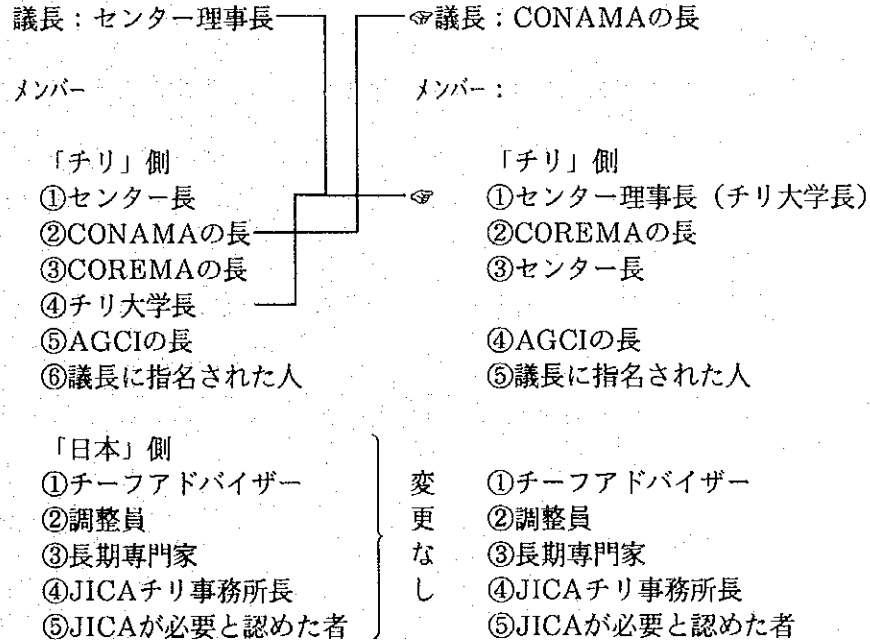 議長：センター理事長 ☞議長：CONAMAの長
メンバー メンバー：
「チリ」側 「チリ」側
①センター長 ☞ ①センター理事長（チリ大学長）
②CONAMAの長 ②COREMAの長
③COREMAの長 ③センター長
④チリ大学長
⑤AGCIの長 ④AGCIの長
⑥議長に指名された人 ⑤議長に指名された人
「日本」側
①チーフアドバイザー 変 ①チーフアドバイザー
②調整員 更 ②調整員
③長期専門家 な ③長期専門家
④JICAチリ事務所長 し ④JICAチリ事務所長
⑤JICAが必要と認めた者 ⑤JICAが必要と認めた者